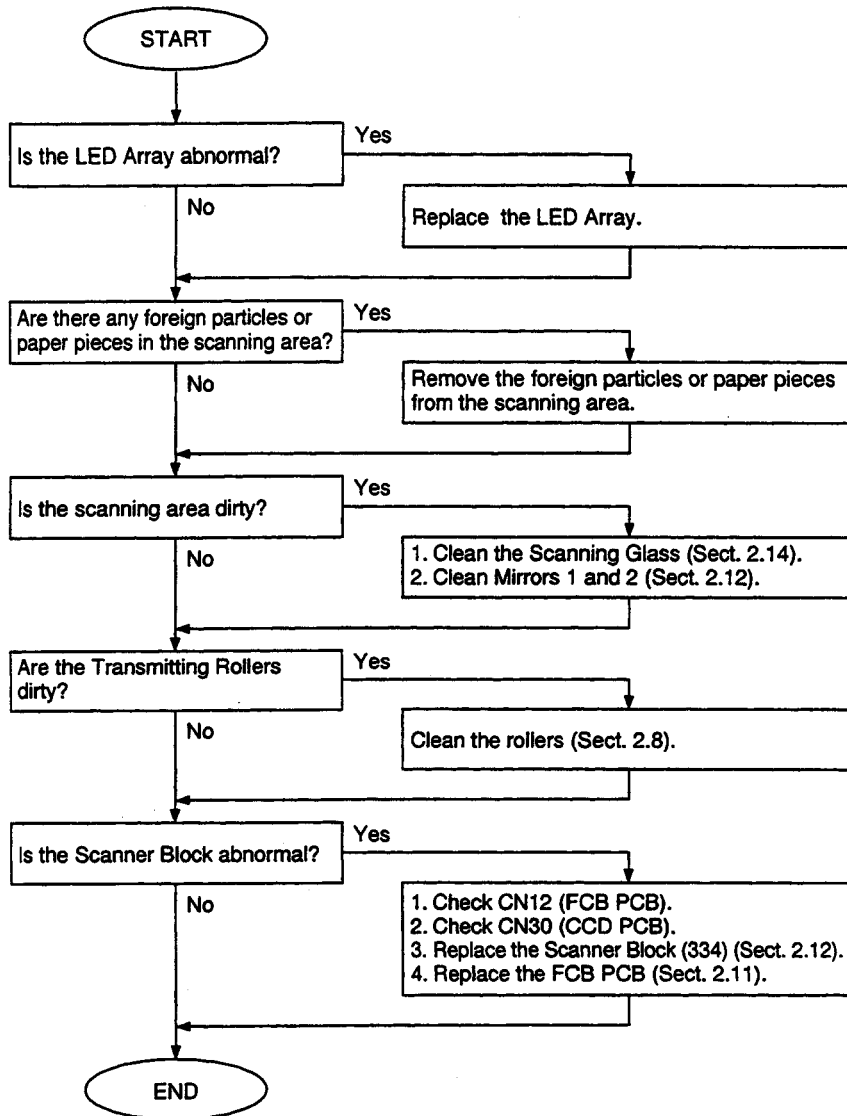 START
Is the LED Array abnormal?
Yes
No
Replace the LED Array.
Are there any foreign particles or
paper pieces in the scanning area?
Yes
No
Remove the foreign particles or paper pieces
from the scanning area.
Is the scanning area dirty?
Yes
No
1. Clean the Scanning Glass (Sect. 2.14).
2. Clean Mirrors 1 and 2 (Sect. 2.12).
Are the Transmitting Rollers
dirty?
Yes
No
Clean the rollers (Sect. 2.8).
Is the Scanner Block abnormal?
Yes
No
1. Check CN12 (FCB PCB).
2. Check CN30 (CCD PCB).
3. Replace the Scanner Block (334) (Sect. 2.12).
4. Replace the FCB PCB (Sect. 2.11).
END